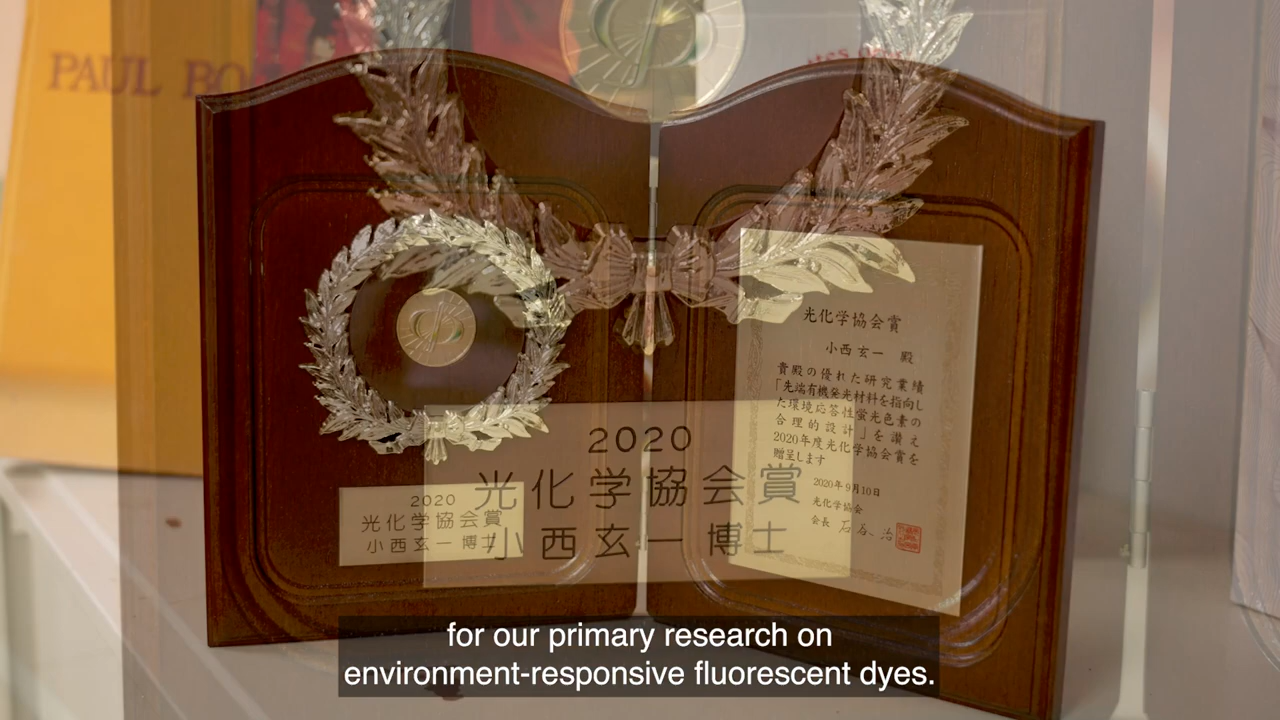 PAUL BO
2020
光化学協会賞
小西玄一 博士
2020
光化学協会賞
小西玄一 博士
光化学協会賞
小西玄一 殿
貴殿の優れた研究業績
「先端有機発光材料を指向し
た環境応答性蛍光色素の
合理的設計」を讃え
2020年度光化学協会賞を
贈呈します
2020年9月10日
光化学協会
会長 石谷 治
for our primary research on
environment-responsive fluorescent dyes.